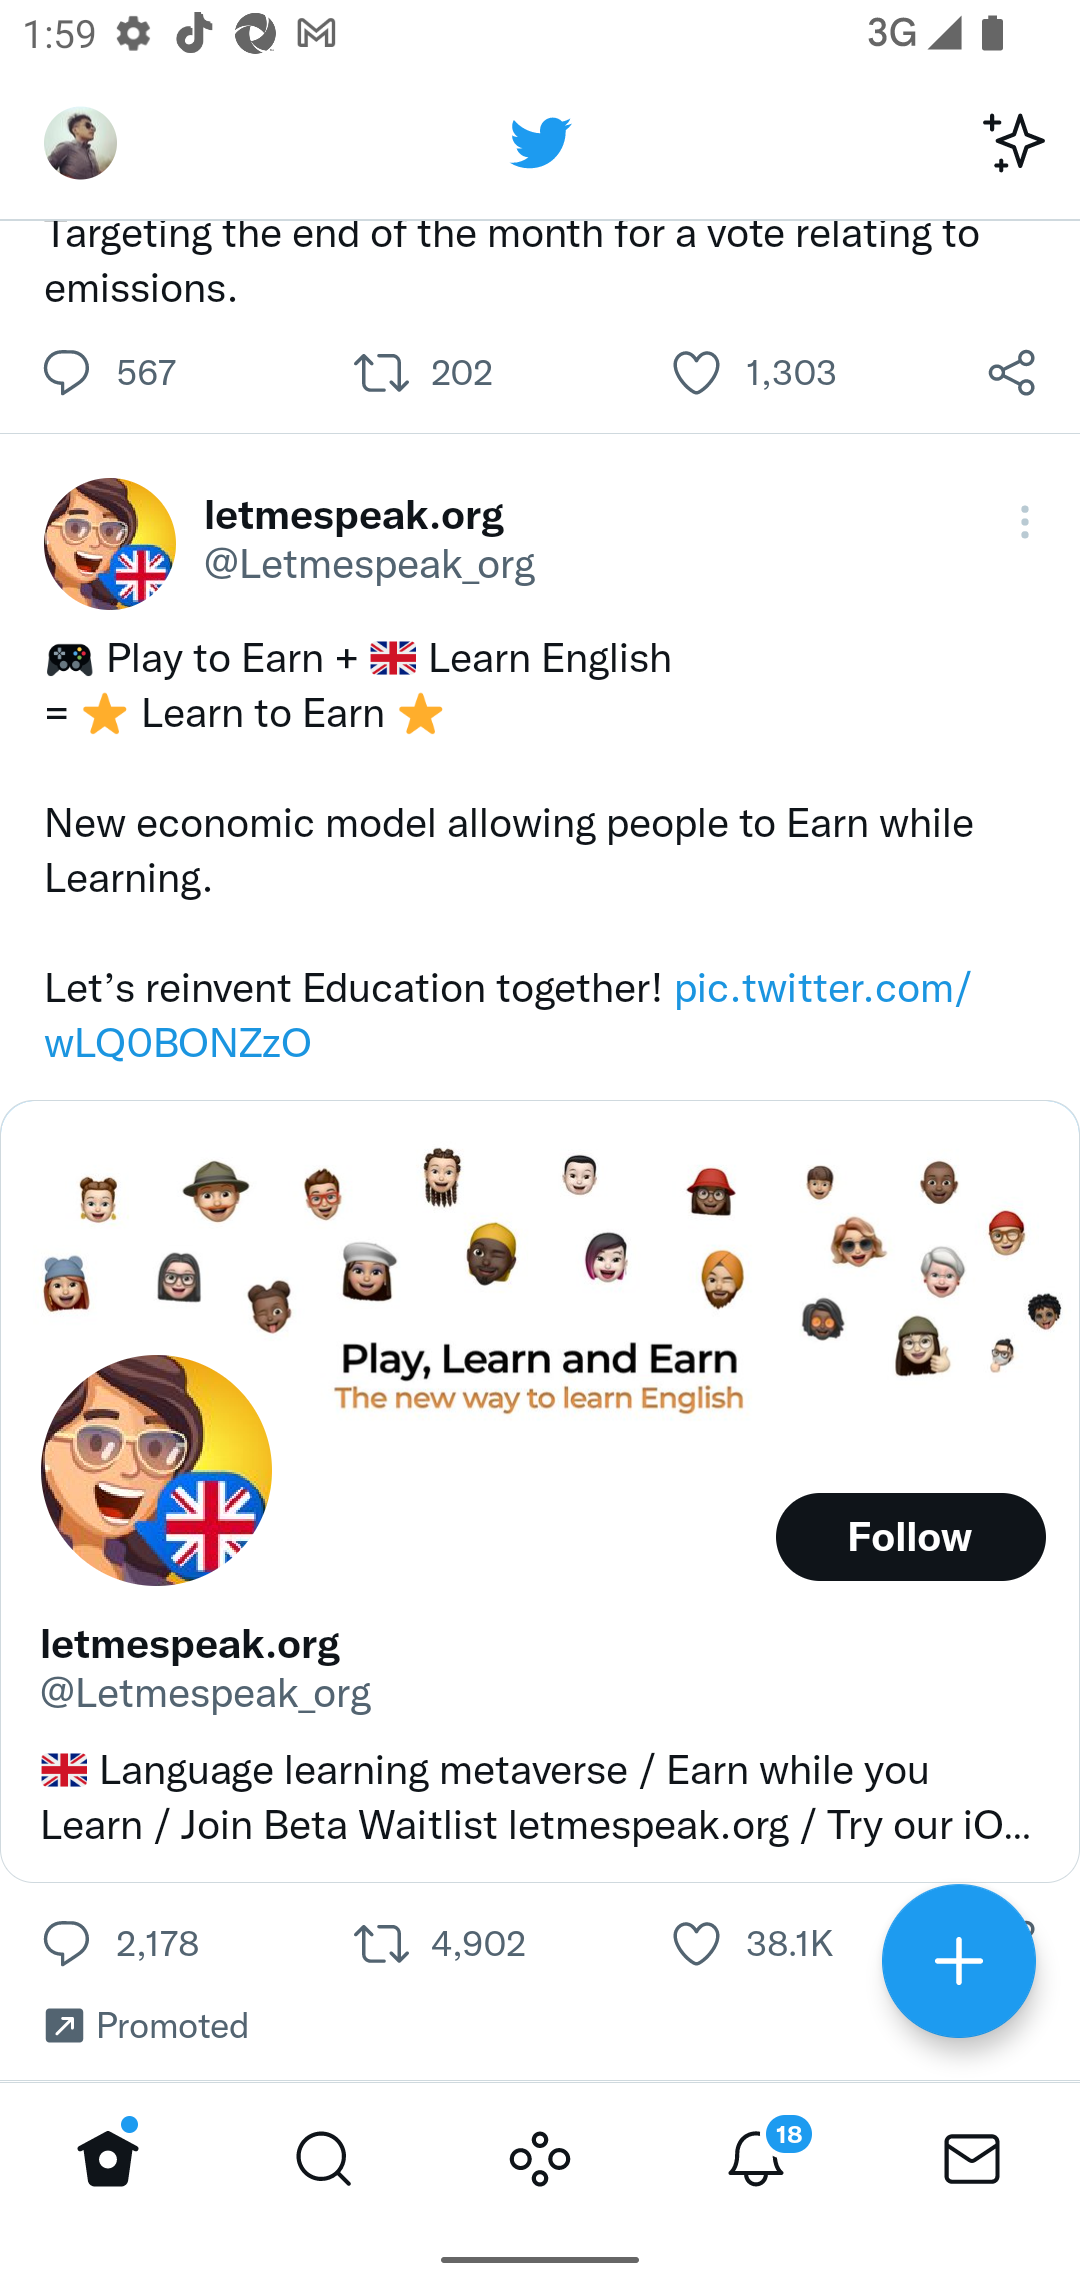 1:59
3G
Targeting the end of the month for a vote relating to
emissions.
567 202 1,303
letmespeak.org
@Letmespeak_org
🎮 Play to Earn + 🇬🇧 Learn English
= ⭐ Learn to Earn ⭐
New economic model allowing people to Earn while
Learning.
Let’s reinvent Education together! pic.twitter.com/
wLQ0BONZzO
Play, Learn and Earn
The new way to learn English
Follow
letmespeak.org
@Letmespeak_org
🇬🇧 Language learning metaverse / Earn while you
Learn / Join Beta Waitlist letmespeak.org / Try our iO...
2,178 4,902 38.1K
Promoted
18